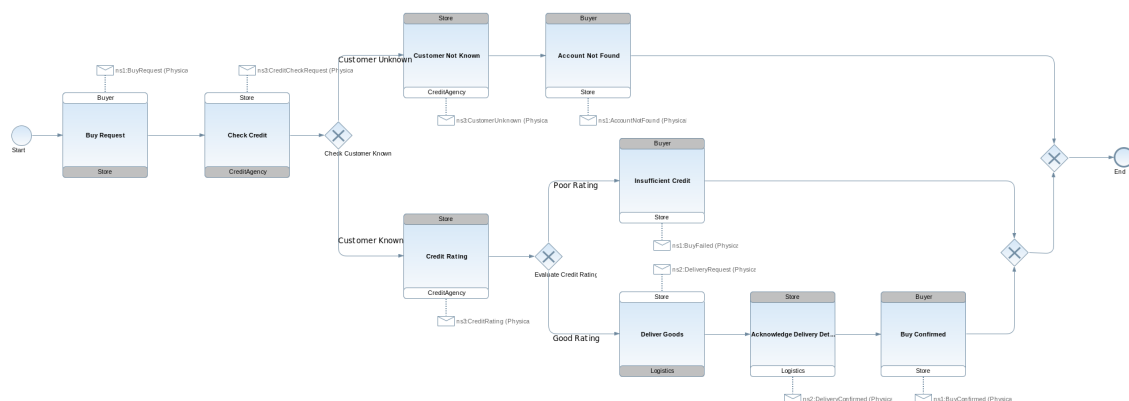 Store
Buyer
Customer Unknown
Customer Not Known
Account Not Found
ns1:BuyRequest (Physica
ns3:CreditCheckRequest (Physica
Buyer
Store
CreditAgency
Store
ns3:CustomerUnknown (Physica
ns1:AccountNotFound (Physica
Buy Request
Check Credit
Start
Check Customer Known
Buyer
Store
CreditAgency
End
Poor Rating
Insufficient Credit
Store
Customer Known
Store
ns1:BuyFailed (Physica
Credit Rating
Evaluate Credit Rating
ns2:DeliveryRequest (Physica
CreditAgency
Store
Store
Buyer
ns3:CreditRating (Physica
Good Rating
Deliver Goods
Acknowledge Delivery Det...
Buy Confirmed
Logistics
Logistics
Store
ns2:DeliveryConfirmed (Physica
ns1:BuyConfirmed (Physica